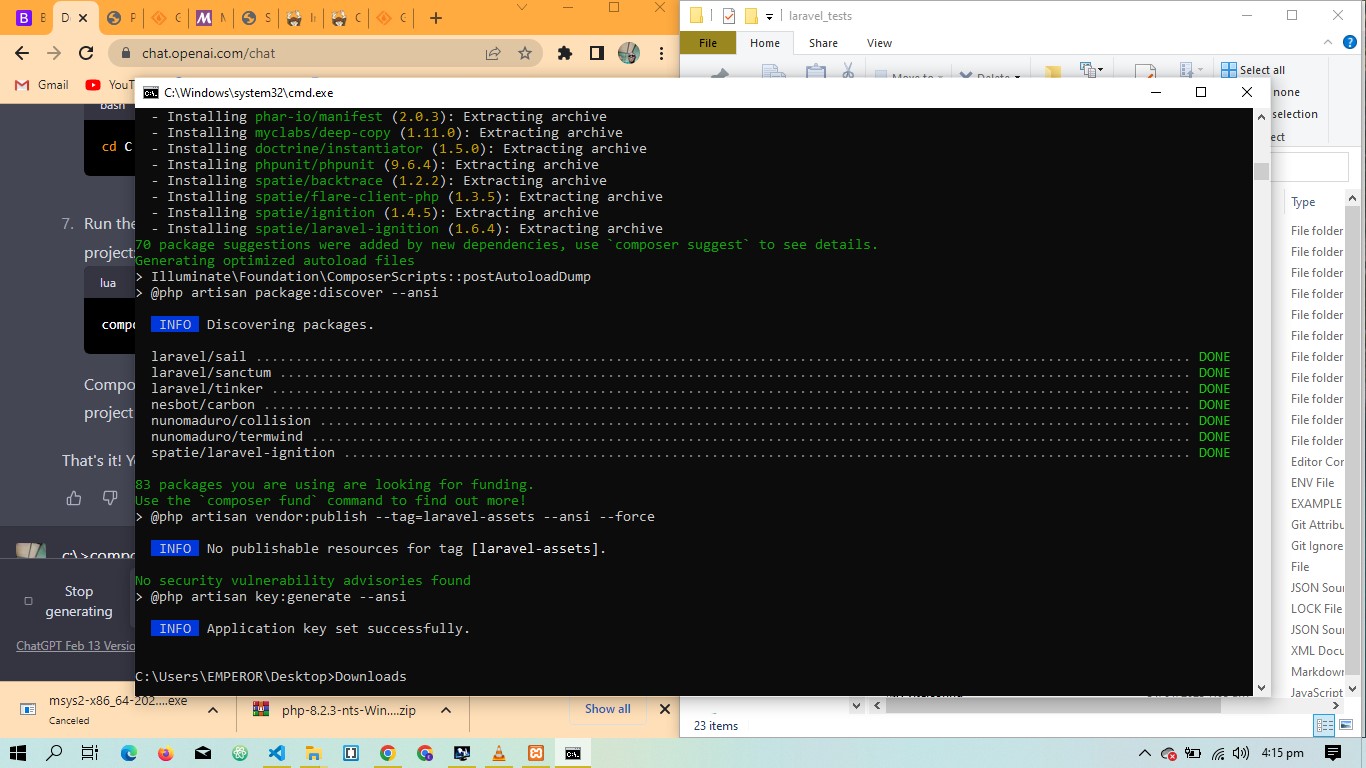 chat.openai.com/chat
Gmail
YouT
bash
cd C
7. Run the
project:
lua
compo
Compo
project
That's it! Yo
c:\>compo
Stop
generating
ChatGPT Feb 13 Versio
msys2-x86_64-202....exe
Canceled
php-8.2.3-nts-Win....zip
Show all
C:\Windows\system32\cmd.exe
- Installing phar-io/manifest (2.0.3): Extracting archive
- Installing myclabs/deep-copy (1.11.0): Extracting archive
- Installing doctrine/instantiator (1.5.0): Extracting archive
- Installing phpunit/phpunit (9.6.4): Extracting archive
- Installing spatie/backtrace (1.2.2): Extracting archive
- Installing spatie/flare-client-php (1.3.5): Extracting archive
- Installing spatie/ignition (1.4.5): Extracting archive
- Installing spatie/laravel-ignition (1.6.4): Extracting archive
70 package suggestions were added by new dependencies, use `composer suggest` to see details.
Generating optimized autoload files
> Illuminate\Foundation\ComposerScripts::postAutoloadDump
> @php artisan package:discover --ansi
INFO Discovering packages.
laravel/sail ..................................................................................................................... DONE
laravel/sanctum .................................................................................................................. DONE
laravel/tinker ................................................................................................................... DONE
nesbot/carbon .................................................................................................................... DONE
nunomaduro/collision ............................................................................................................. DONE
nunomaduro/termwind .............................................................................................................. DONE
spatie/laravel-ignition .......................................................................................................... DONE
83 packages you are using are looking for funding.
Use the `composer fund` command to find out more!
> @php artisan vendor:publish --tag=laravel-assets --ansi --force
INFO No publishable resources for tag [laravel-assets].
No security vulnerability advisories found
> @php artisan key:generate --ansi
INFO Application key set successfully.
C:\Users\EMPEROR\Desktop>Downloads
laravel_tests
File Home Share View
Move to Delete
Select all
none
selection
ect
Type
File folder
File folder
File folder
File folder
File folder
File folder
File folder
File folder
File folder
File folder
File folder
Editor Cor
ENV File
EXAMPLE
Git Attribu
Git Ignore
File
JSON Sour
LOCK File
JSON Sour
XML Docu
Markdown
JavaScript
23 items
4:15 pm